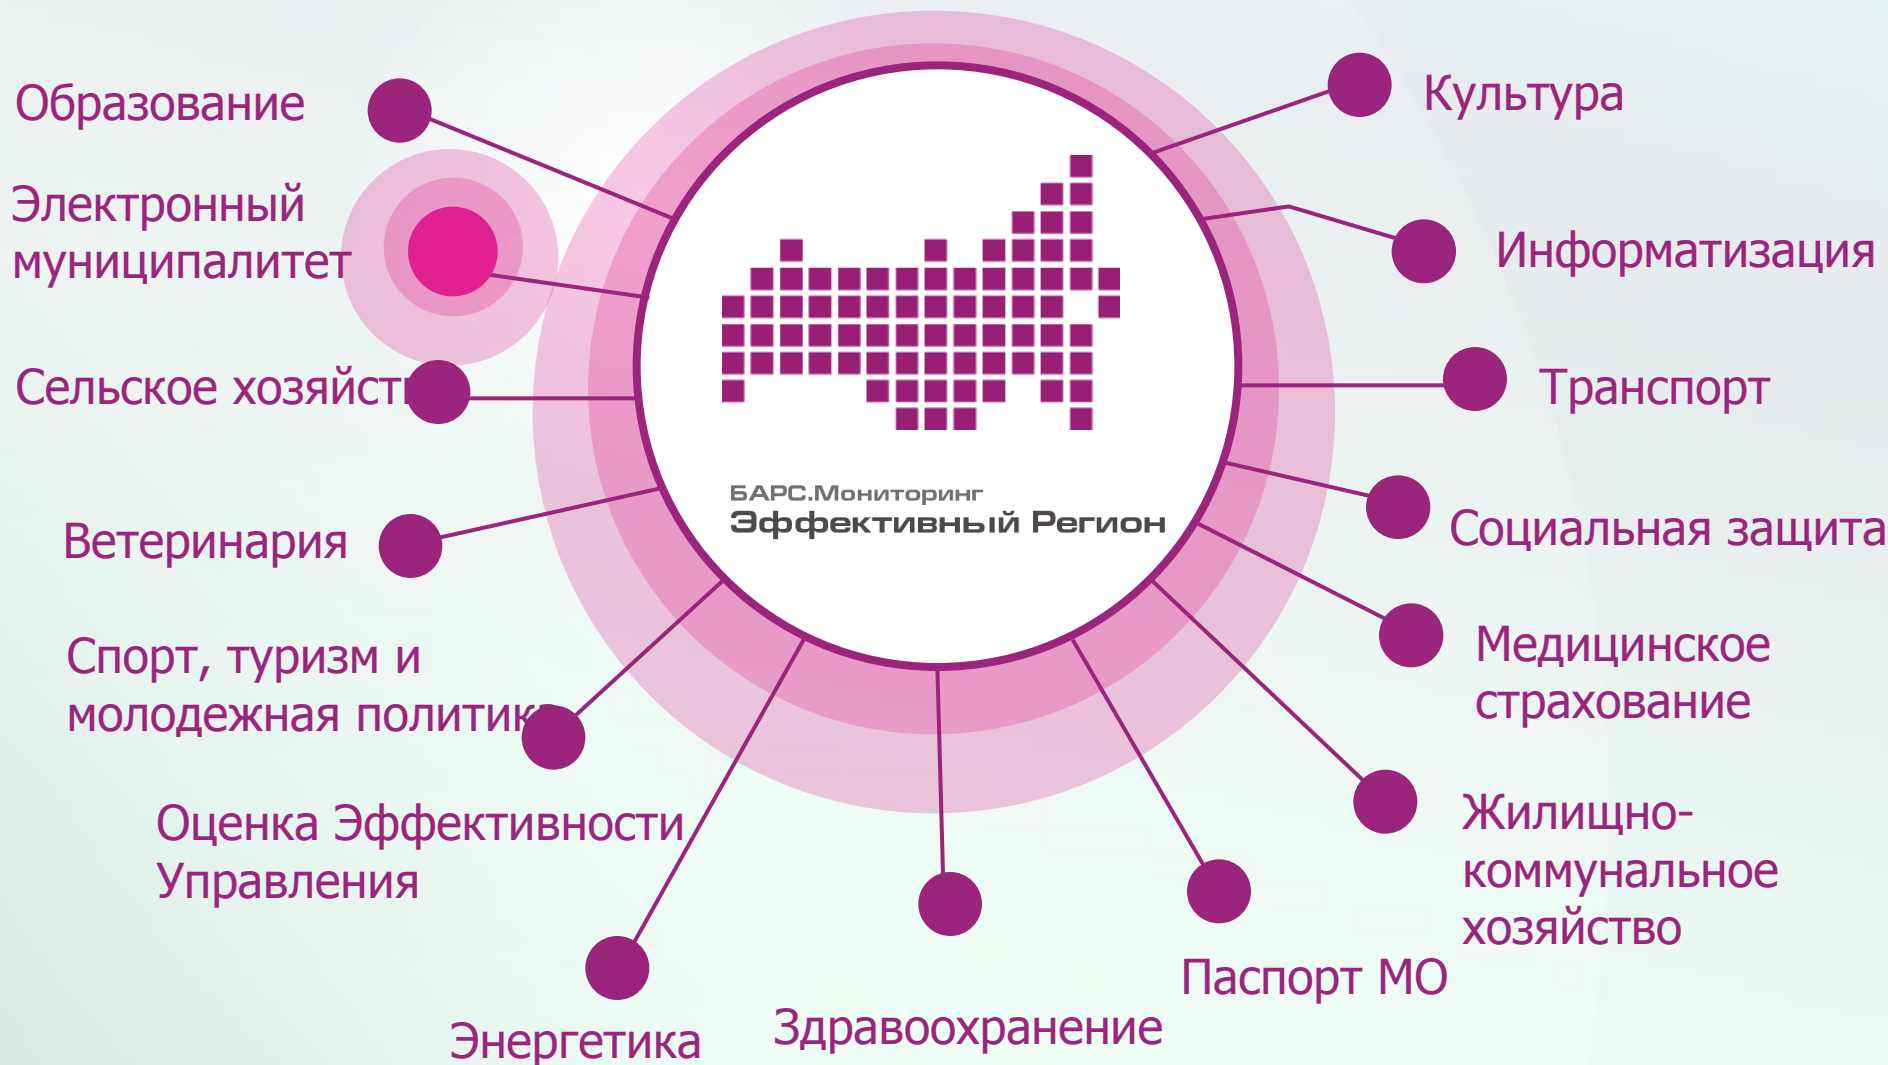 Образование
Электронный
муниципалитет
Сельское хозяйст
Ветеринария
Спорт, туризм и
молодежная политик
Оценка Эффективности
Управления
Энергетика
Здравоохранение
Паспорт МО
Жилищно-
коммунальное
хозяйство
Медицинское
страхование
Социальная защита
Транспорт
Информатизация
Культура
БАРС.Мониторинг
Эффективный Регион